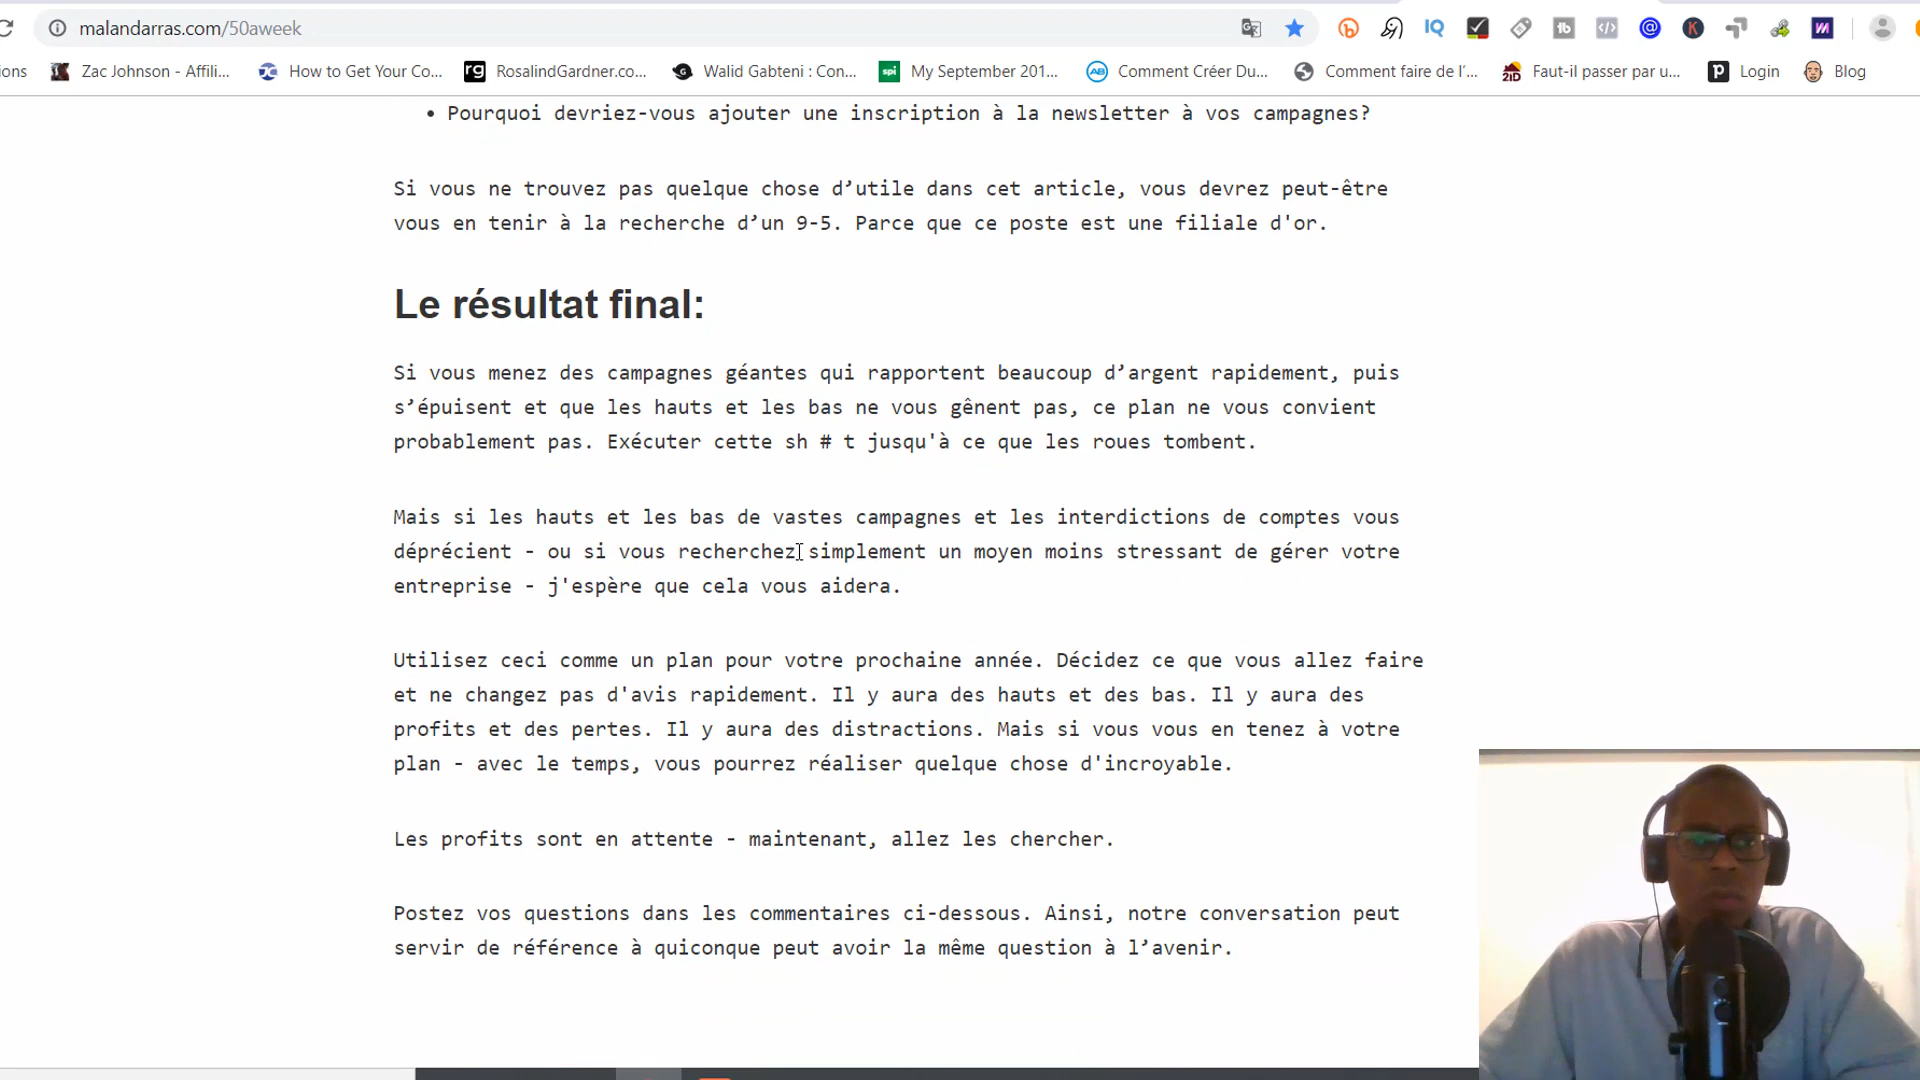 malandarras.com/50aweek
ions Zac Johnson - Affili... How to Get Your Co... RosalindGardner.co... Walid Gabteni : Con... My September 201... Comment Créer Du... Comment faire de l’... Faut-il passer par u... Login Blog
• Pourquoi devriez-vous ajouter une inscription à la newsletter à vos campagnes?
Si vous ne trouvez pas quelque chose d’utile dans cet article, vous devrez peut-être
vous en tenir à la recherche d’un 9-5. Parce que ce poste est une filiale d'or.
Le résultat final:
Si vous menez des campagnes géantes qui rapportent beaucoup d’argent rapidement, puis
s’épuisent et que les hauts et les bas ne vous gênent pas, ce plan ne vous convient
probablement pas. Exécuter cette sh # t jusqu'à ce que les roues tombent.
Mais si les hauts et les bas de vastes campagnes et les interdictions de comptes vous
déprécient - ou si vous recherchez simplement un moyen moins stressant de gérer votre
entreprise - j'espère que cela vous aidera.
Utilisez ceci comme un plan pour votre prochaine année. Décidez ce que vous allez faire
et ne changez pas d'avis rapidement. Il y aura des hauts et des bas. Il y aura des
profits et des pertes. Il y aura des distractions. Mais si vous vous en tenez à votre
plan - avec le temps, vous pourrez réaliser quelque chose d'incroyable.
Les profits sont en attente - maintenant, allez les chercher.
Postez vos questions dans les commentaires ci-dessous. Ainsi, notre conversation peut
servir de référence à quiconque peut avoir la même question à l’avenir.